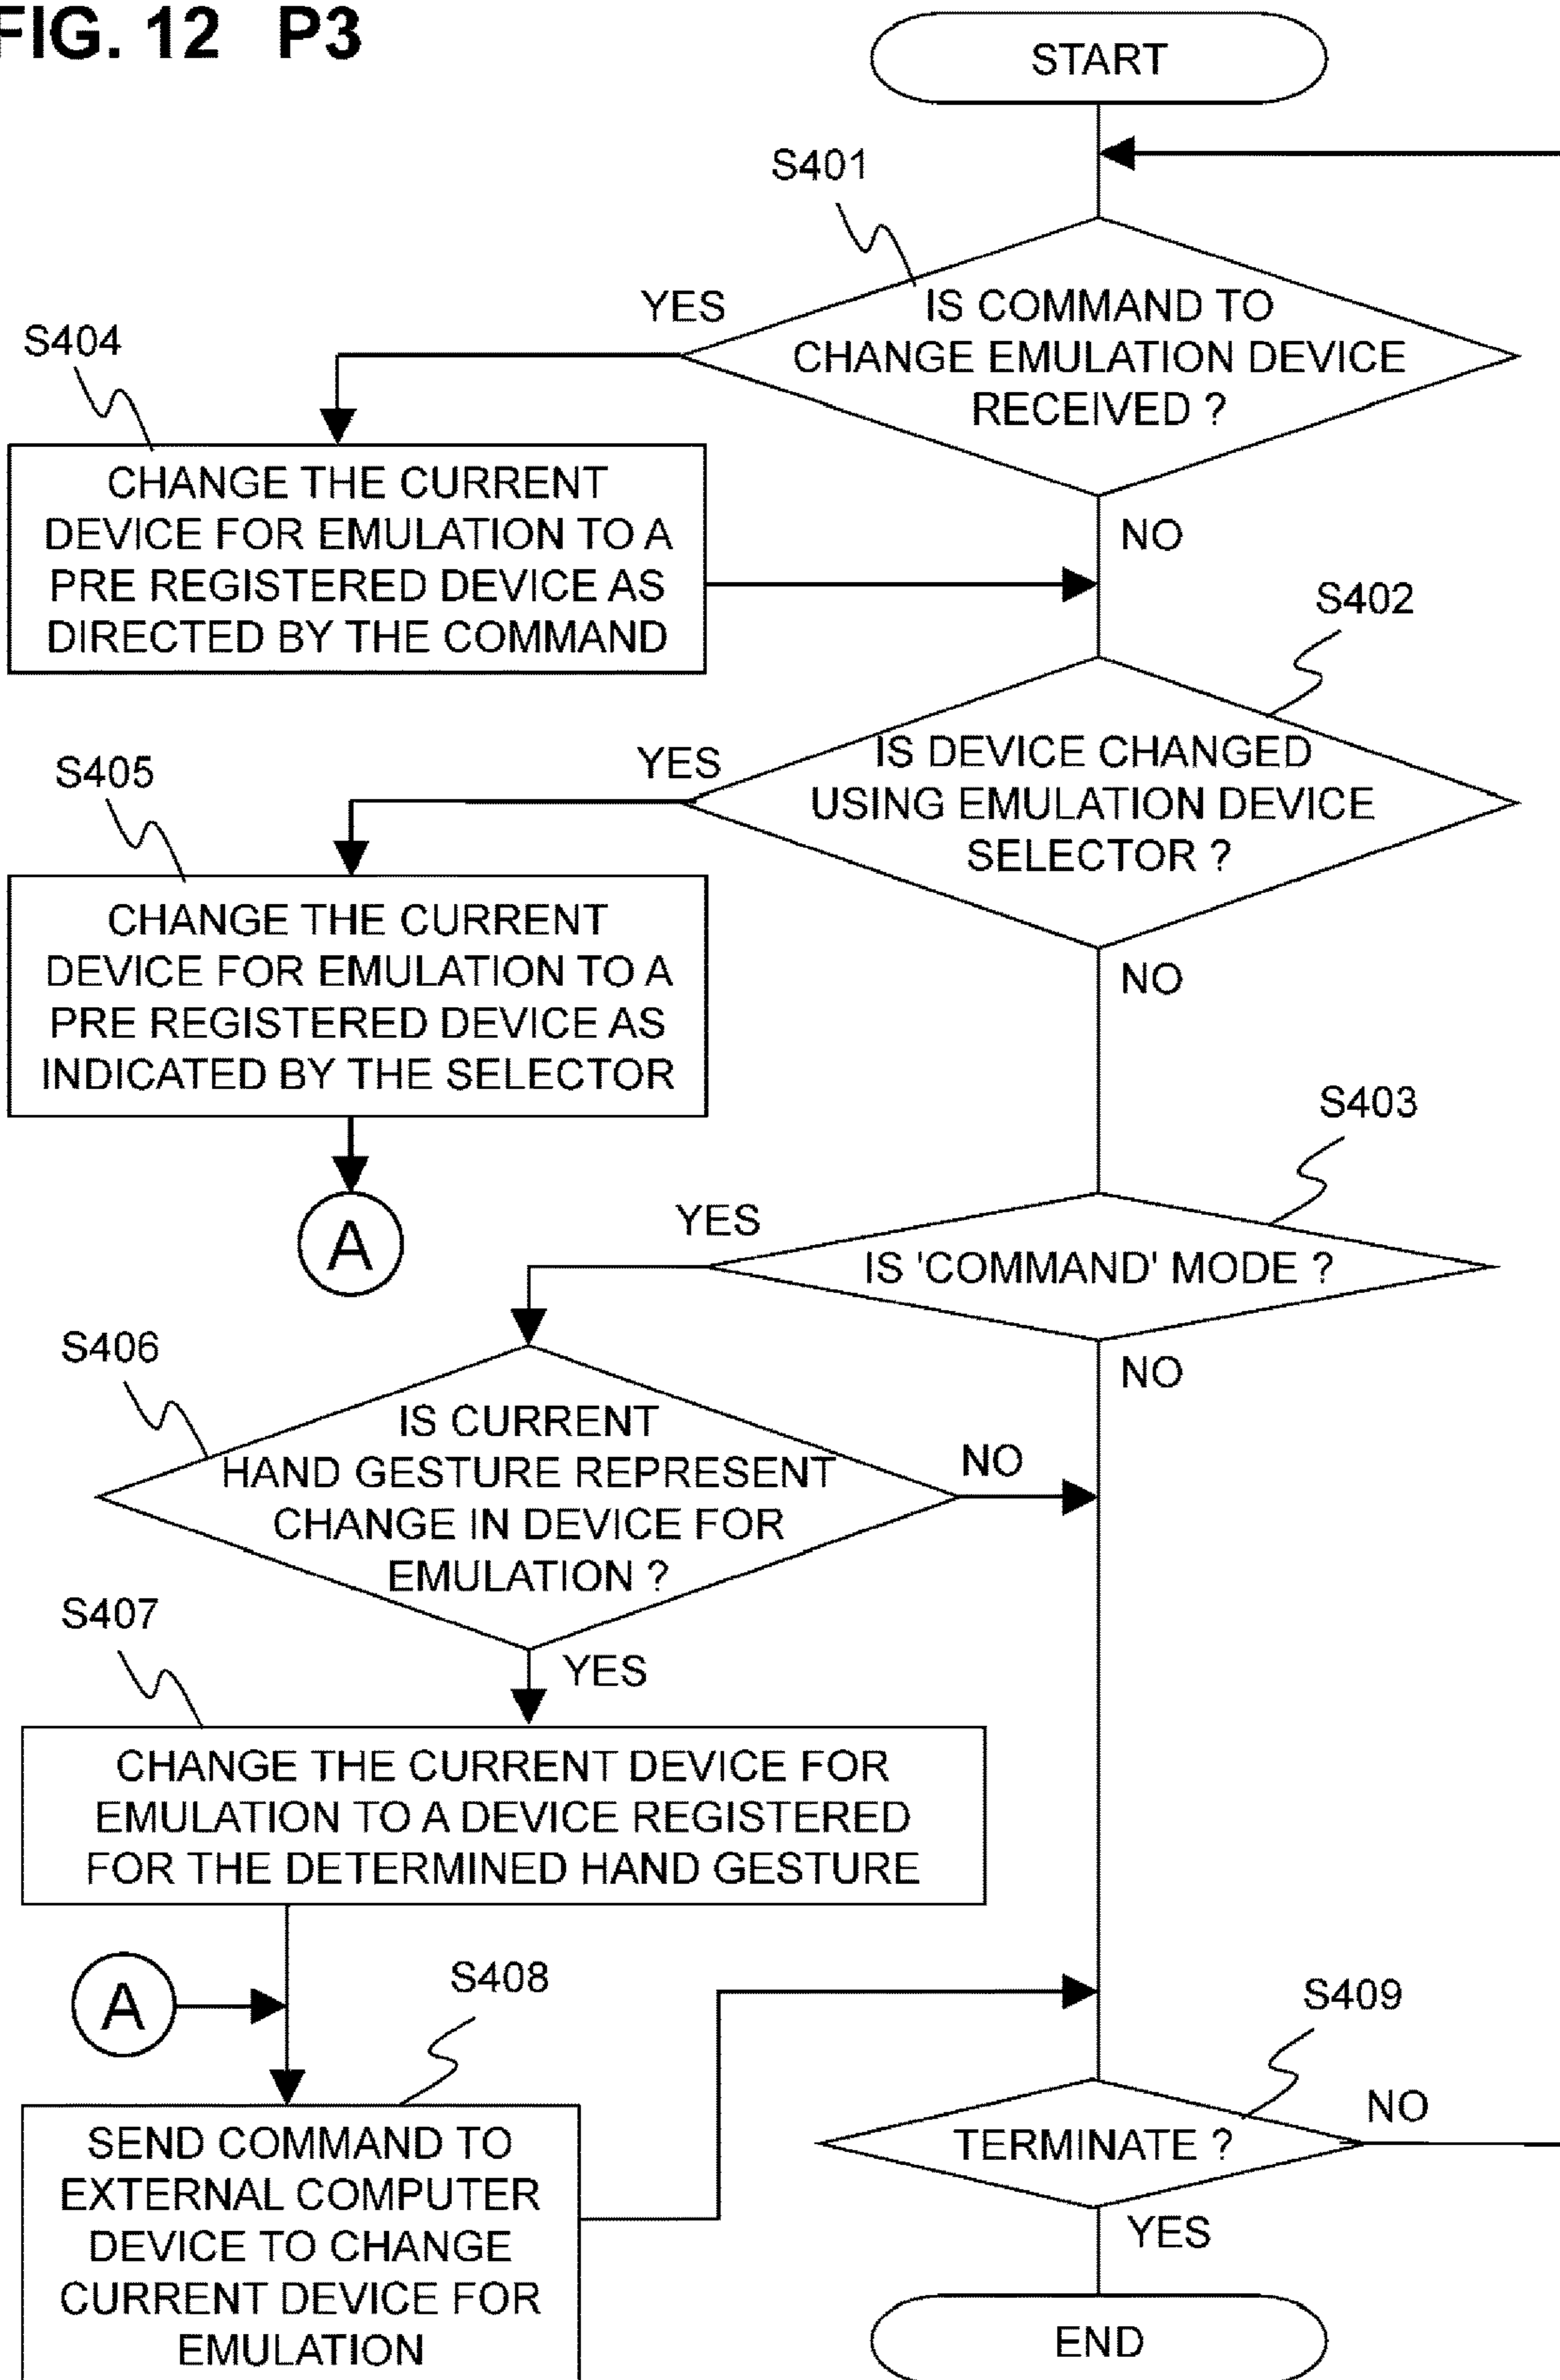 FIG. 12 P3
START
S401
IS COMMAND TO
CHANGE EMULATION DEVICE
RECEIVED ?
YES
NO
S404
CHANGE THE CURRENT
DEVICE FOR EMULATION TO A
PRE REGISTERED DEVICE AS
DIRECTED BY THE COMMAND
S402
IS DEVICE CHANGED
USING EMULATION DEVICE
SELECTOR ?
YES
NO
S405
CHANGE THE CURRENT
DEVICE FOR EMULATION TO A
PRE REGISTERED DEVICE AS
INDICATED BY THE SELECTOR
A
S403
IS 'COMMAND' MODE ?
YES
NO
S406
IS CURRENT
HAND GESTURE REPRESENT
CHANGE IN DEVICE FOR
EMULATION ?
NO
YES
S407
CHANGE THE CURRENT DEVICE FOR
EMULATION TO A DEVICE REGISTERED
FOR THE DETERMINED HAND GESTURE
A
S408
SEND COMMAND TO
EXTERNAL COMPUTER
DEVICE TO CHANGE
CURRENT DEVICE FOR
EMULATION
S409
TERMINATE ?
NO
YES
END